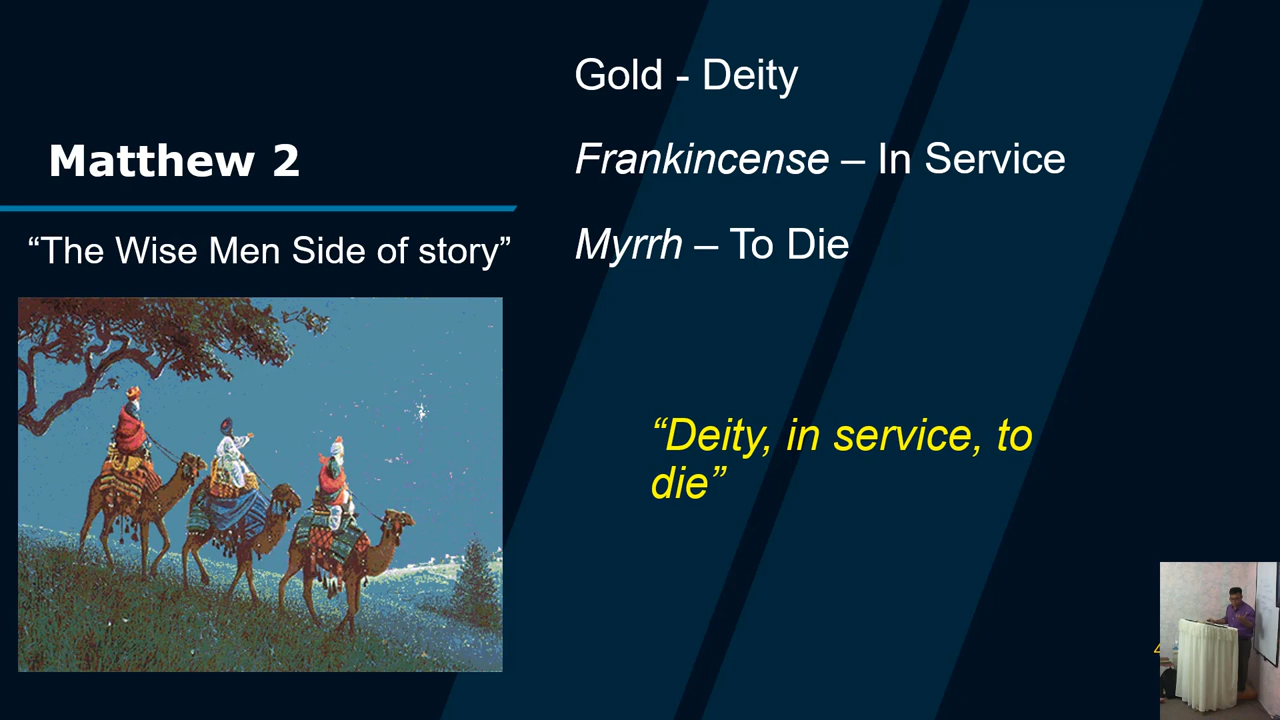 Matthew 2
“The Wise Men Side of story”
Gold - Deity
Frankincense – In Service
Myrrh – To Die
“Deity, in service, to
die”
4